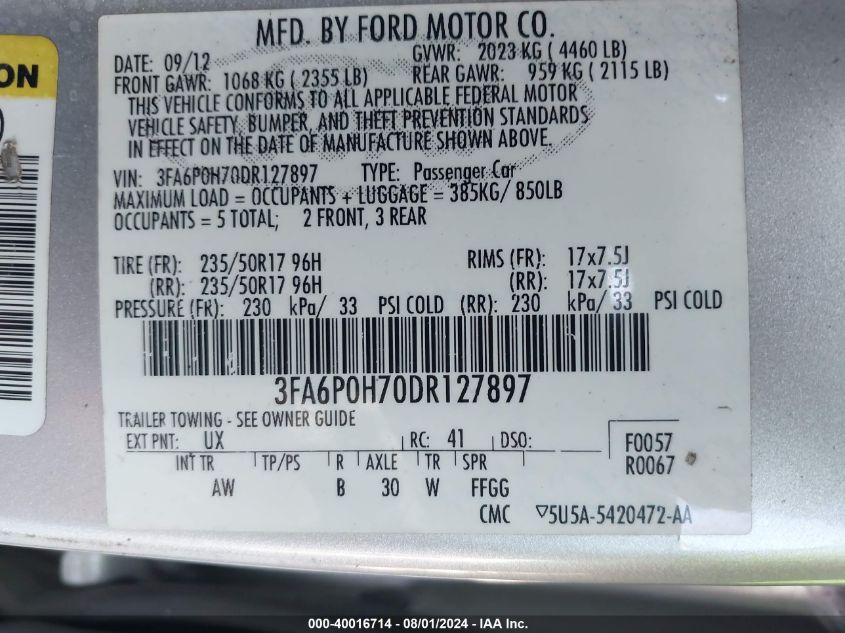 MFD. BY FORD MOTOR CO.
DATE: 09/12 GVWR: 2023 KG ( 4460 LB)
FRONT GAWR: 1068 KG ( 2355 LB) REAR GAWR: 959 KG ( 2115 LB)
THIS VEHICLE CONFORMS TO ALL APPLICABLE FEDERAL MOTOR
VEHICLE SAFETY, BUMPER, AND THEFT PREVENTION STANDARDS
IN EFFECT ON THE DATE OF MANUFACTURE SHOWN ABOVE.
VIN: 3FA6P0H70DR127897 TYPE: Passenger Car
MAXIMUM LOAD = OCCUPANTS + LUGGAGE = 385KG/ 850LB
OCCUPANTS = 5 TOTAL; 2 FRONT, 3 REAR
TIRE (FR): 235/50R17 96H RIMS (FR): 17x7.5J
(RR): 235/50R17 96H (RR): 17x7.5J
PRESSURE (FR): 230 kPa/ 33 PSI COLD (RR): 230 kPa/ 33 PSI COLD
3FA6P0H70DR127897
TRAILER TOWING - SEE OWNER GUIDE
EXT PNT: UX RC: 41 DSO: F0057
INT TR TP/PS R AXLE TR SPR R0067
AW B 30 W FFGG
CMC ▽5U5A-5420472-AA
ON
000-40016714 - 08/01/2024 - IAA Inc.